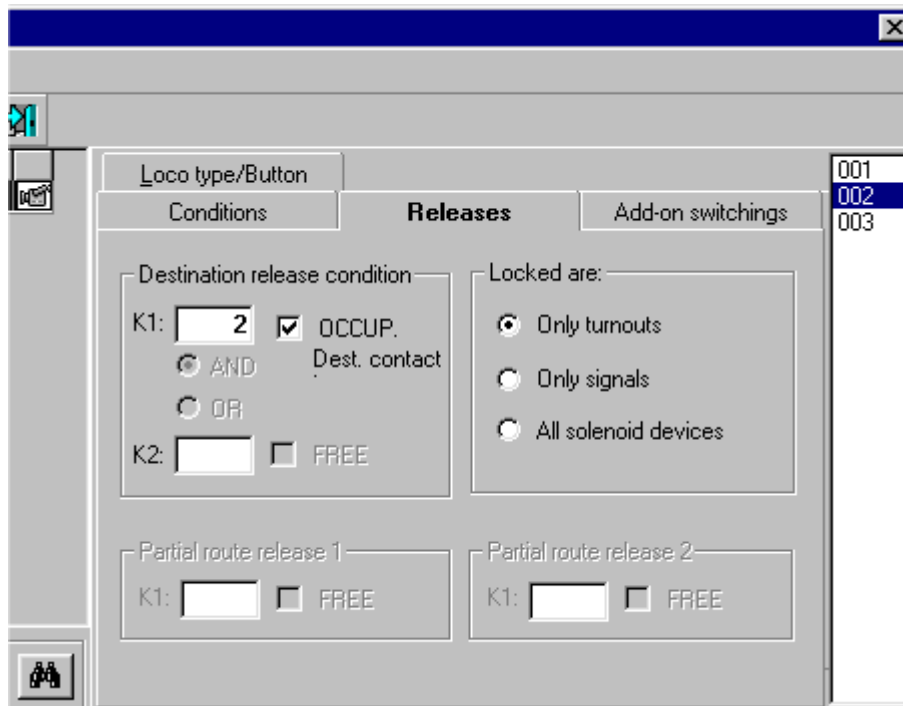 Loco type/Button
Conditions
Releases
Add-on switchings
001
002
003
Destination release condition
K1: 2 OCCUP.
Dest. contact
AND
OR
K2: FREE
Locked are:
Only turnouts
Only signals
All solenoid devices
Partial route release 1
K1: FREE
Partial route release 2
K1: FREE